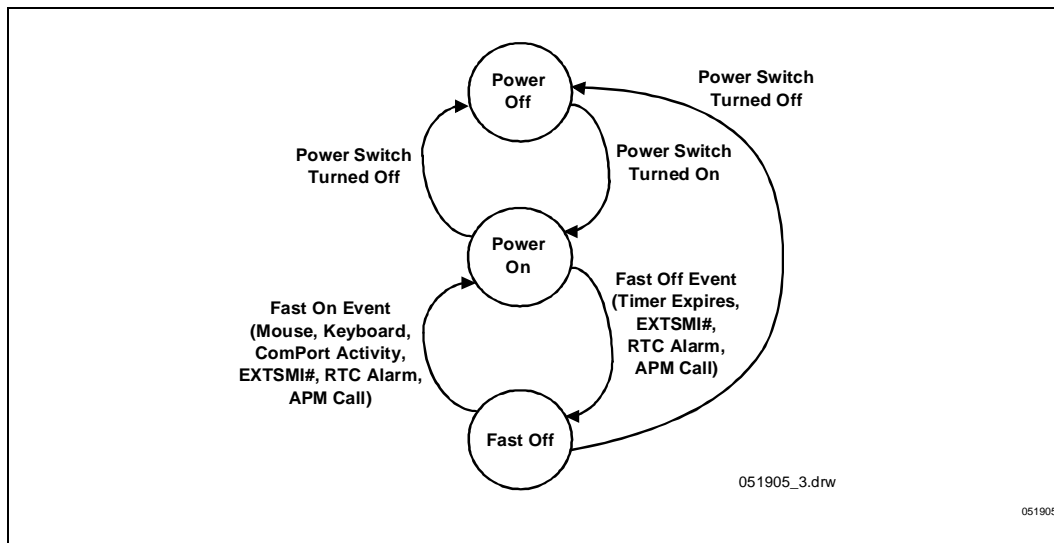 Power
Off
Power Switch
Turned Off
Power Switch
Turned Off
Power Switch
Turned On
Power
On
Fast On Event
(Mouse, Keyboard,
ComPort Activity,
EXTSMI#, RTC Alarm,
APM Call)
Fast Off Event
(Timer Expires,
EXTSMI#,
RTC Alarm,
APM Call)
Fast Off
051905_3.drw
051905